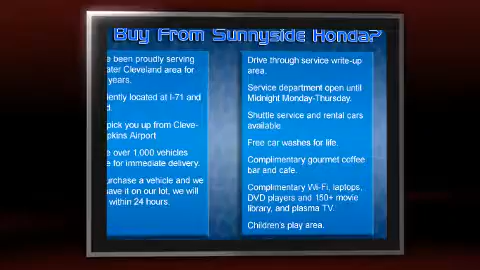 Buy From Sunnyside Honda?
e been proudly serving
ater Cleveland area for
years.
iently located at I-71 and
d.
pick you up from Cleve-
pkins Airport
e over 1,000 vehicles
e for immediate delivery.
urchase a vehicle and we
ave it on our lot, we will
within 24 hours.
Drive through service write-up
area.
Service department open until
Midnight Monday-Thursday.
Shuttle service and rental cars
available.
Free car washes for life.
Complimentary gourmet coffee
bar and cafe.
Complimentary Wi-Fi, laptops,
DVD players and 150+ movie
library, and plasma TV.
Children's play area.